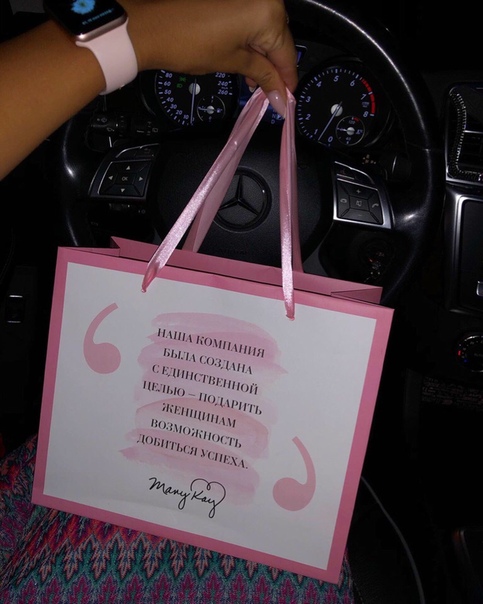 НАША КОМПАНИЯ
БЫЛА СОЗДАНА
С ЕДИНСТВЕННОЙ
ЦЕЛЬЮ – ПОДАРИТЬ
ЖЕНЩИНАМ
ВОЗМОЖНОСТЬ
ДОБИТЬСЯ УСПЕХА.
Mary Kay